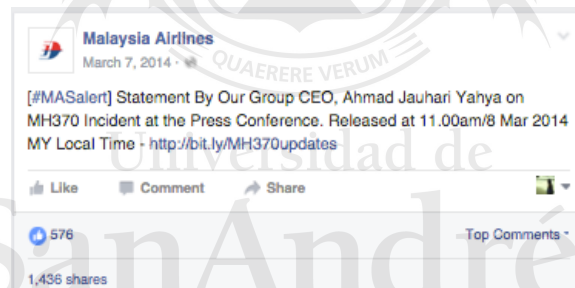 Malaysia Airlines
March 7, 2014 ·
QUAERERE VERUM
[#MASalert] Statement By Our Group CEO, Ahmad Jauhari Yahya on
MH370 Incident at the Press Conference. Released at 11.00am/8 Mar 2014
MY Local Time - http://bit.ly/MH370updates
Universidad de
Like Comment Share
576 Top Comments
SanAndré
1,436 shares